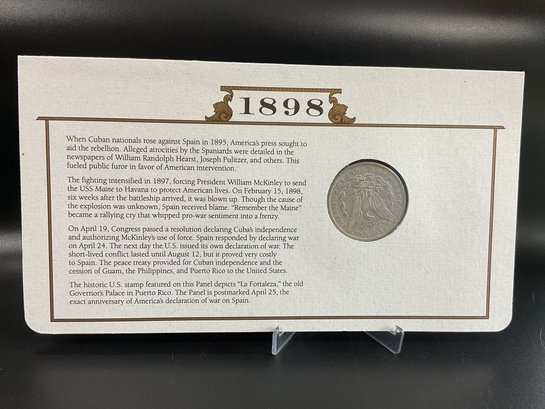 1898
When Cuban nationals rose against Spain in 1895, America's press sought to
aid the rebellion. Alleged atrocities by the Spaniards were detailed in the
newspapers of William Randolph Hearst, Joseph Pulitzer, and others. This
fueled public furor in favor of American intervention.
The fighting intensified in 1897, forcing President William McKinley to send
the USS Maine to Havana to protect American lives. On February 15, 1898,
six weeks after the battleship arrived, it was blown up. Though the cause of
the explosion was unknown, Spain received blame. "Remember the Maine"
became a rallying cry that whipped pro-war sentiment into a frenzy.
On April 19, Congress passed a resolution declaring Cuba's independence
and authorizing McKinley's use of force. Spain responded by declaring war
on April 24. The next day the U.S. issued its own declaration of war. The
short-lived conflict lasted until August 12, but it proved very costly
to Spain. The peace treaty provided for Cuban independence and the
cession of Guam, the Philippines, and Puerto Rico to the United States.
The historic U.S. stamp featured on this Panel depicts "La Fortaleza," the old
Governor's Palace in Puerto Rico. The Panel is postmarked April 25, the
exact anniversary of America's declaration of war on Spain.